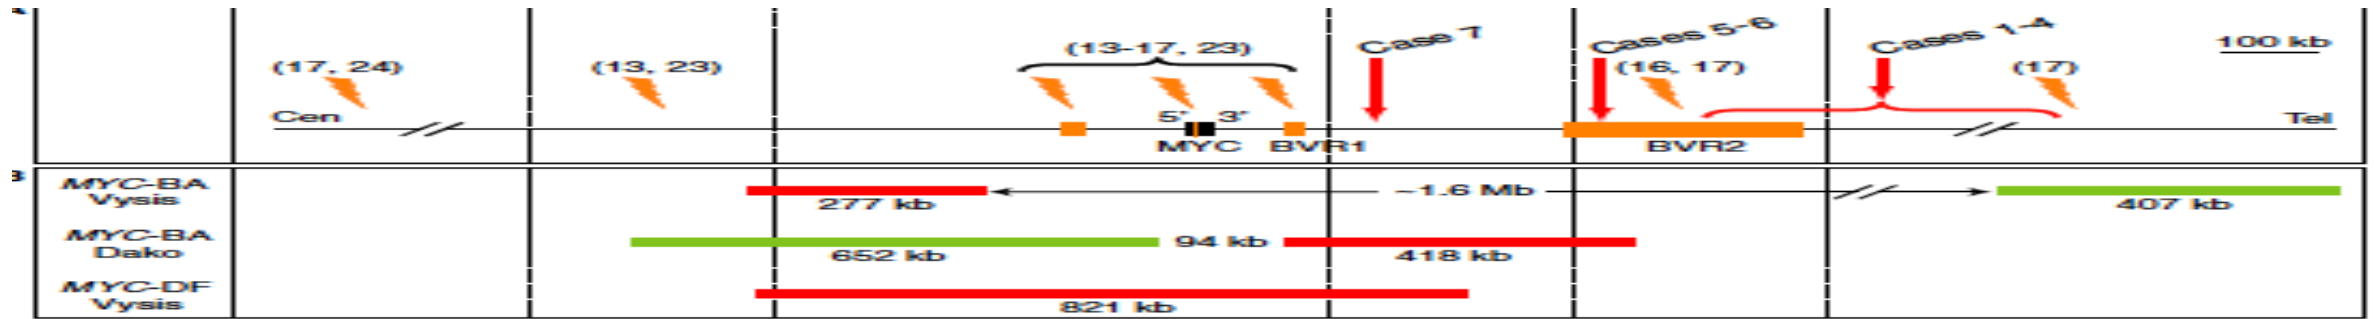 Case 7
Cases 5-6
Cases 1-4
(13-17, 23)
100 kb
(17, 24)
(13, 23)
(16, 17)
(17)
Cen
5' 3'
Tel
MYC BVR1
BVR2
MYC-BA
Vysis
~1.6 Mb
277 kb
407 kb
MYC-BA
Dako
94 kb
652 kb
418 kb
MYC-DF
Vysis
821 kb